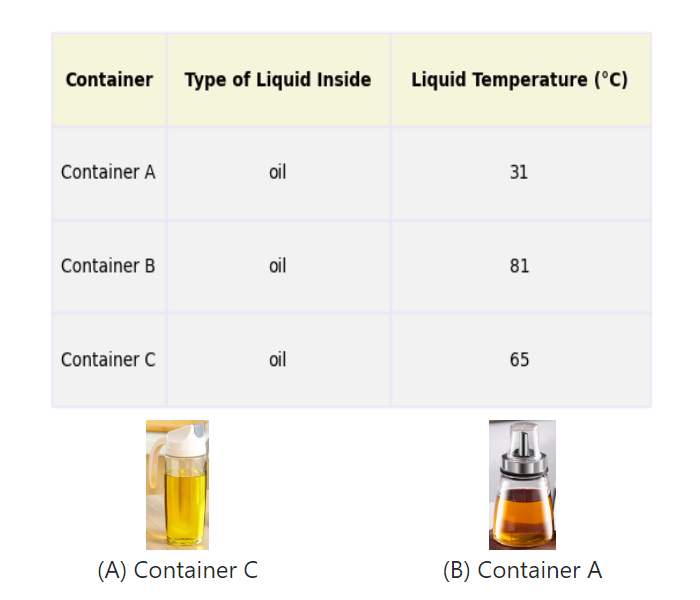 Container Type of Liquid Inside Liquid Temperature (°C)
Container A oil 31
Container B oil 81
Container C oil 65
(A) Container C (B) Container A